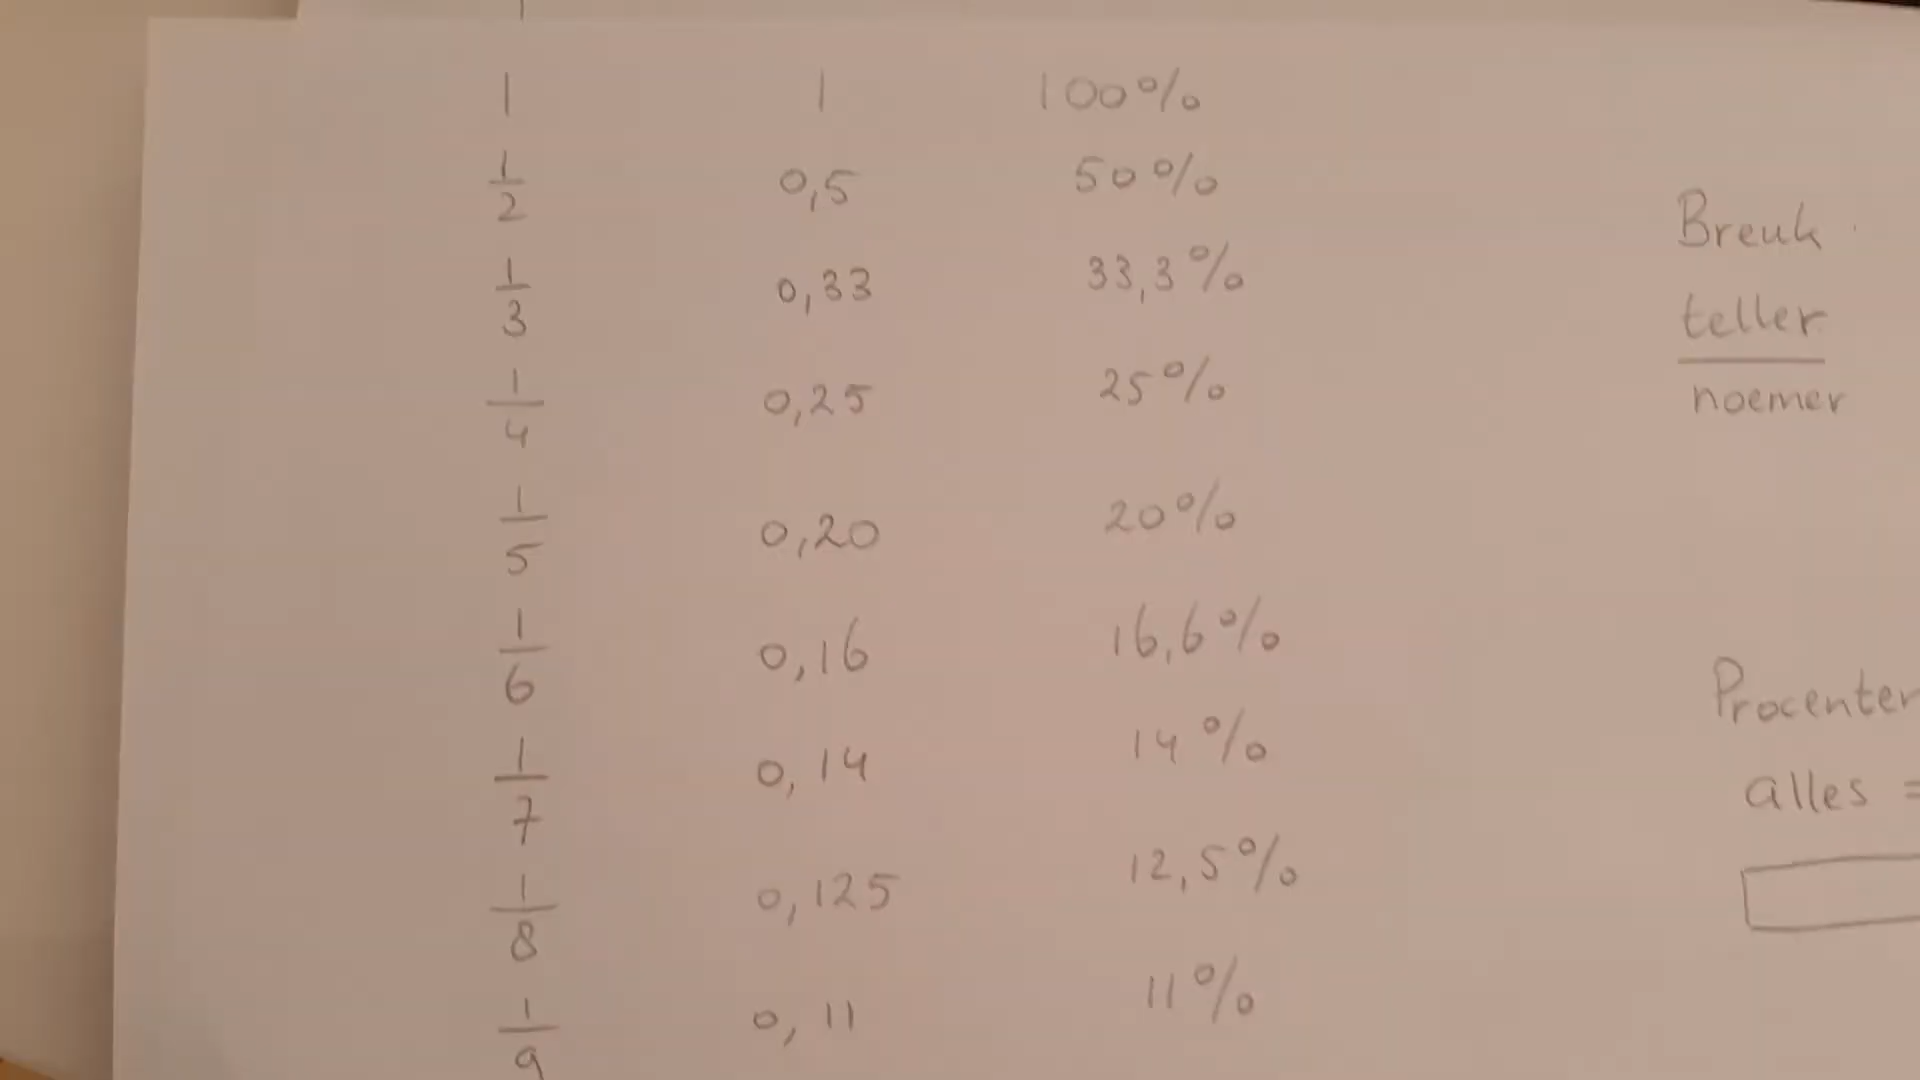 1 1 100%
1/2 0,5 50%
1/3 0,33 33,3%
1/4 0,25 25%
1/5 0,20 20%
1/6 0,16 16,6%
1/7 0,14 14%
1/8 0,125 12,5%
1/9 0,11 11%
Breuk
teller
noemer
Procenten
alles =